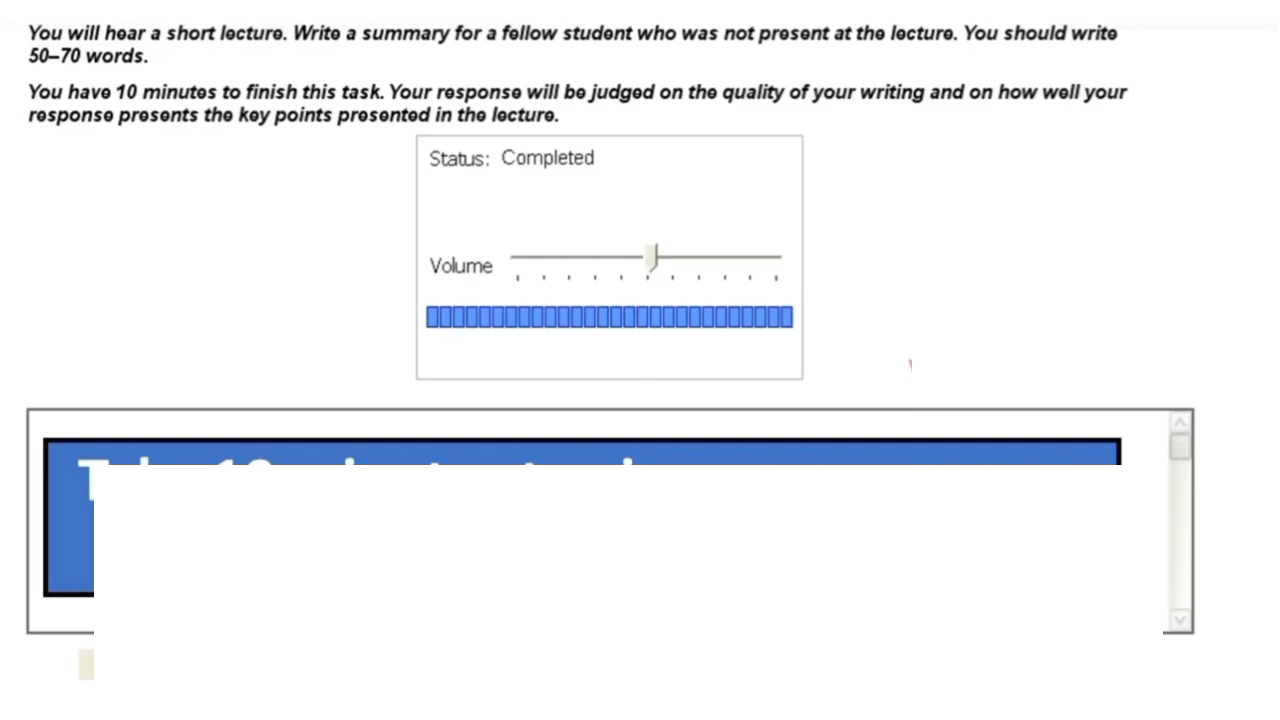 You will hear a short lecture. Write a summary for a fellow student who was not present at the lecture. You should write
50–70 words.
You have 10 minutes to finish this task. Your response will be judged on the quality of your writing and on how well your
response presents the key points presented in the lecture.
Status: Completed
Volume